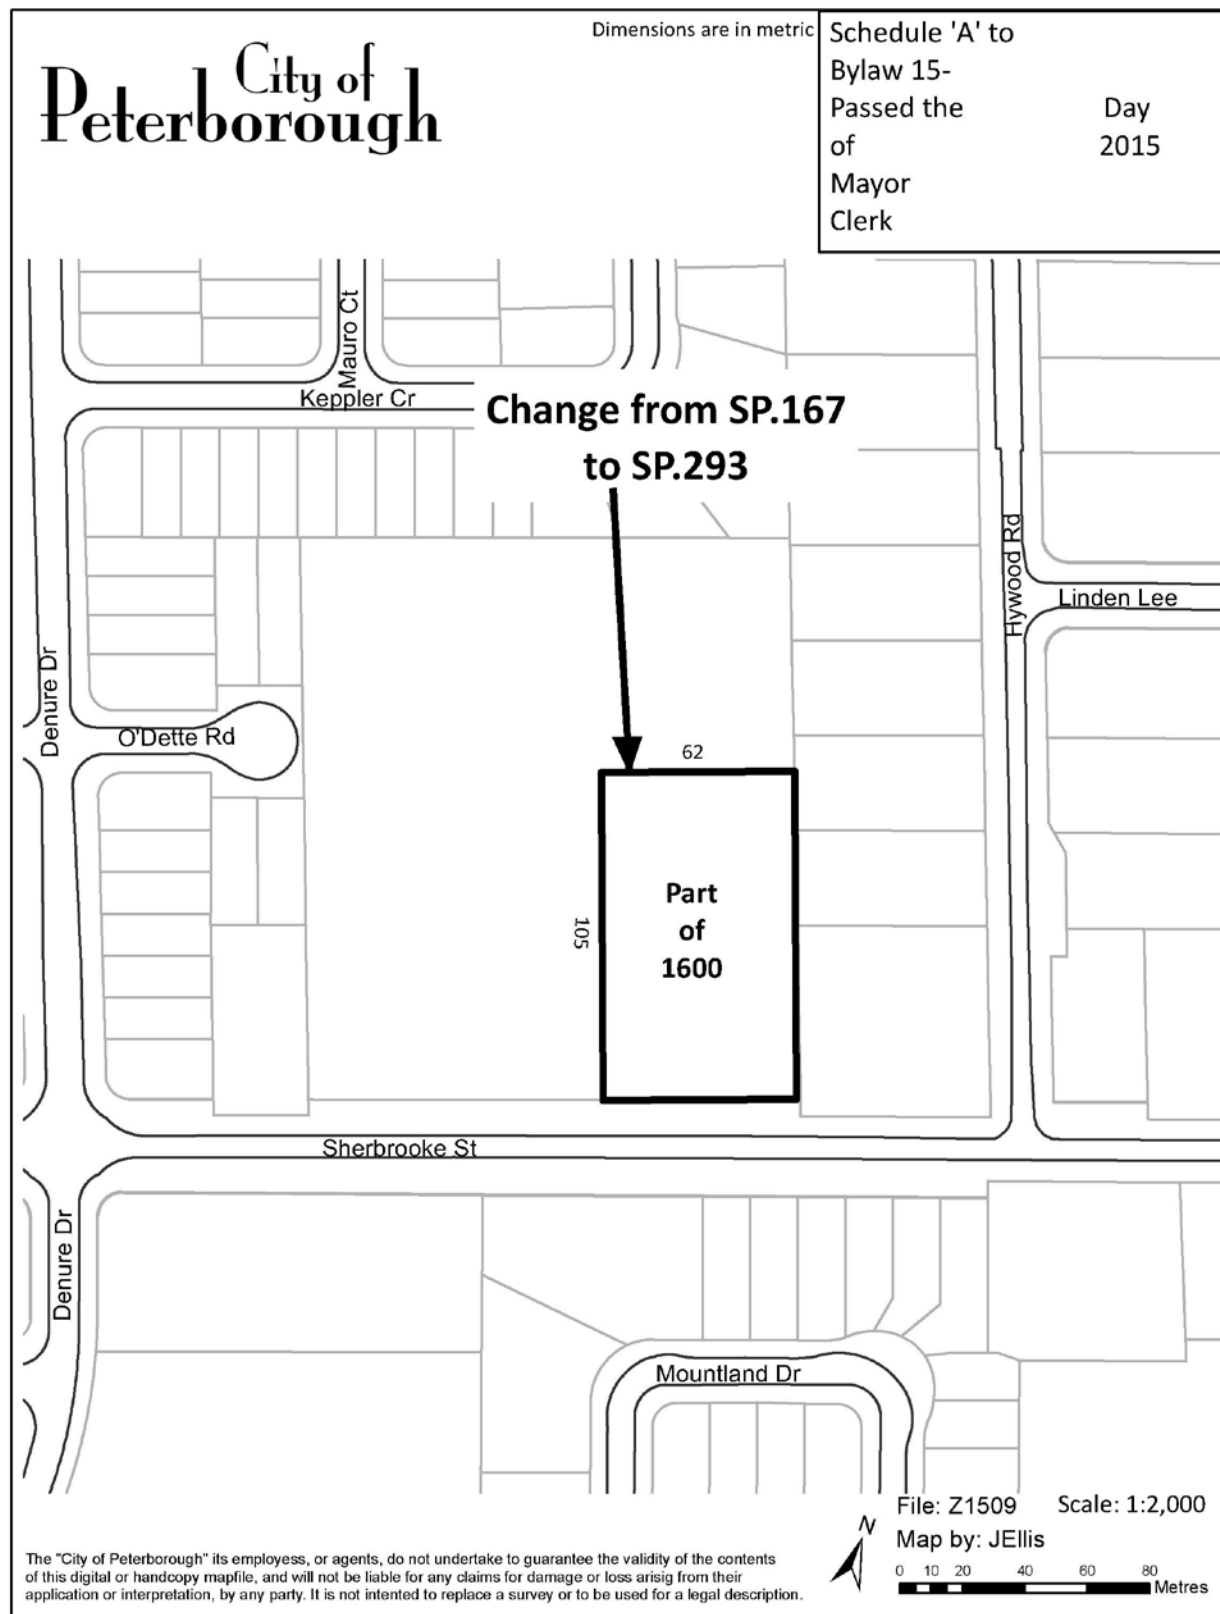 City of
Peterborough
Dimensions are in metric
Schedule 'A' to
Bylaw 15-
Passed the Day
of 2015
Mayor
Clerk
Mauro Ct
Keppler Cr
Change from SP.167
to SP.293
Hywood Rd
Linden Lee
Denure Dr
O'Dette Rd
62
105
Part
of
1600
Sherbrooke St
Denure Dr
Mountland Dr
File: Z1509 Scale: 1:2,000
N
Map by: JEllis
0 10 20 40 60 80
Metres
The "City of Peterborough" its employess, or agents, do not undertake to guarantee the validity of the contents
of this digital or handcopy mapfile, and will not be liable for any claims for damage or loss arisig from their
application or interpretation, by any party. It is not intended to replace a survey or to be used for a legal description.